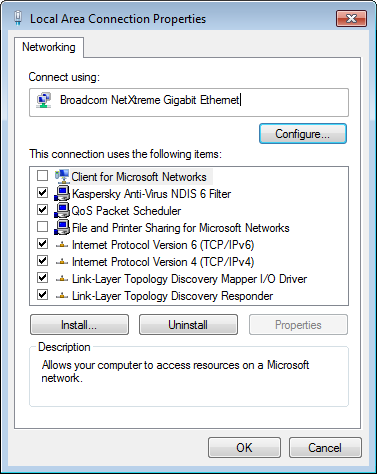 Local Area Connection Properties
Networking
Connect using:
Broadcom NetXtreme Gigabit Ethernet
Configure...
This connection uses the following items:
Client for Microsoft Networks
Kaspersky Anti-Virus NDIS 6 Filter
QoS Packet Scheduler
File and Printer Sharing for Microsoft Networks
Internet Protocol Version 6 (TCP/IPv6)
Internet Protocol Version 4 (TCP/IPv4)
Link-Layer Topology Discovery Mapper I/O Driver
Link-Layer Topology Discovery Responder
Install...
Uninstall
Properties
Description
Allows your computer to access resources on a Microsoft
network.
OK
Cancel